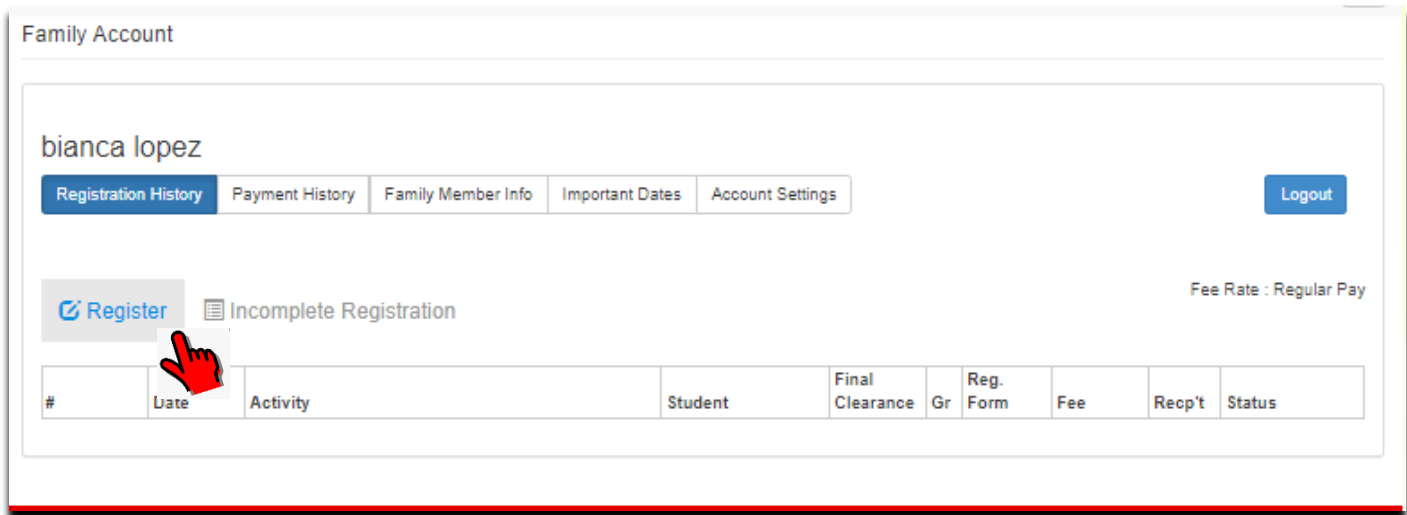 Family Account
bianca lopez
Registration History Payment History Family Member Info Important Dates Account Settings Logout
Fee Rate : Regular Pay
Register Incomplete Registration
# Date Activity Student Final Clearance Gr Reg. Form Fee Recp't Status